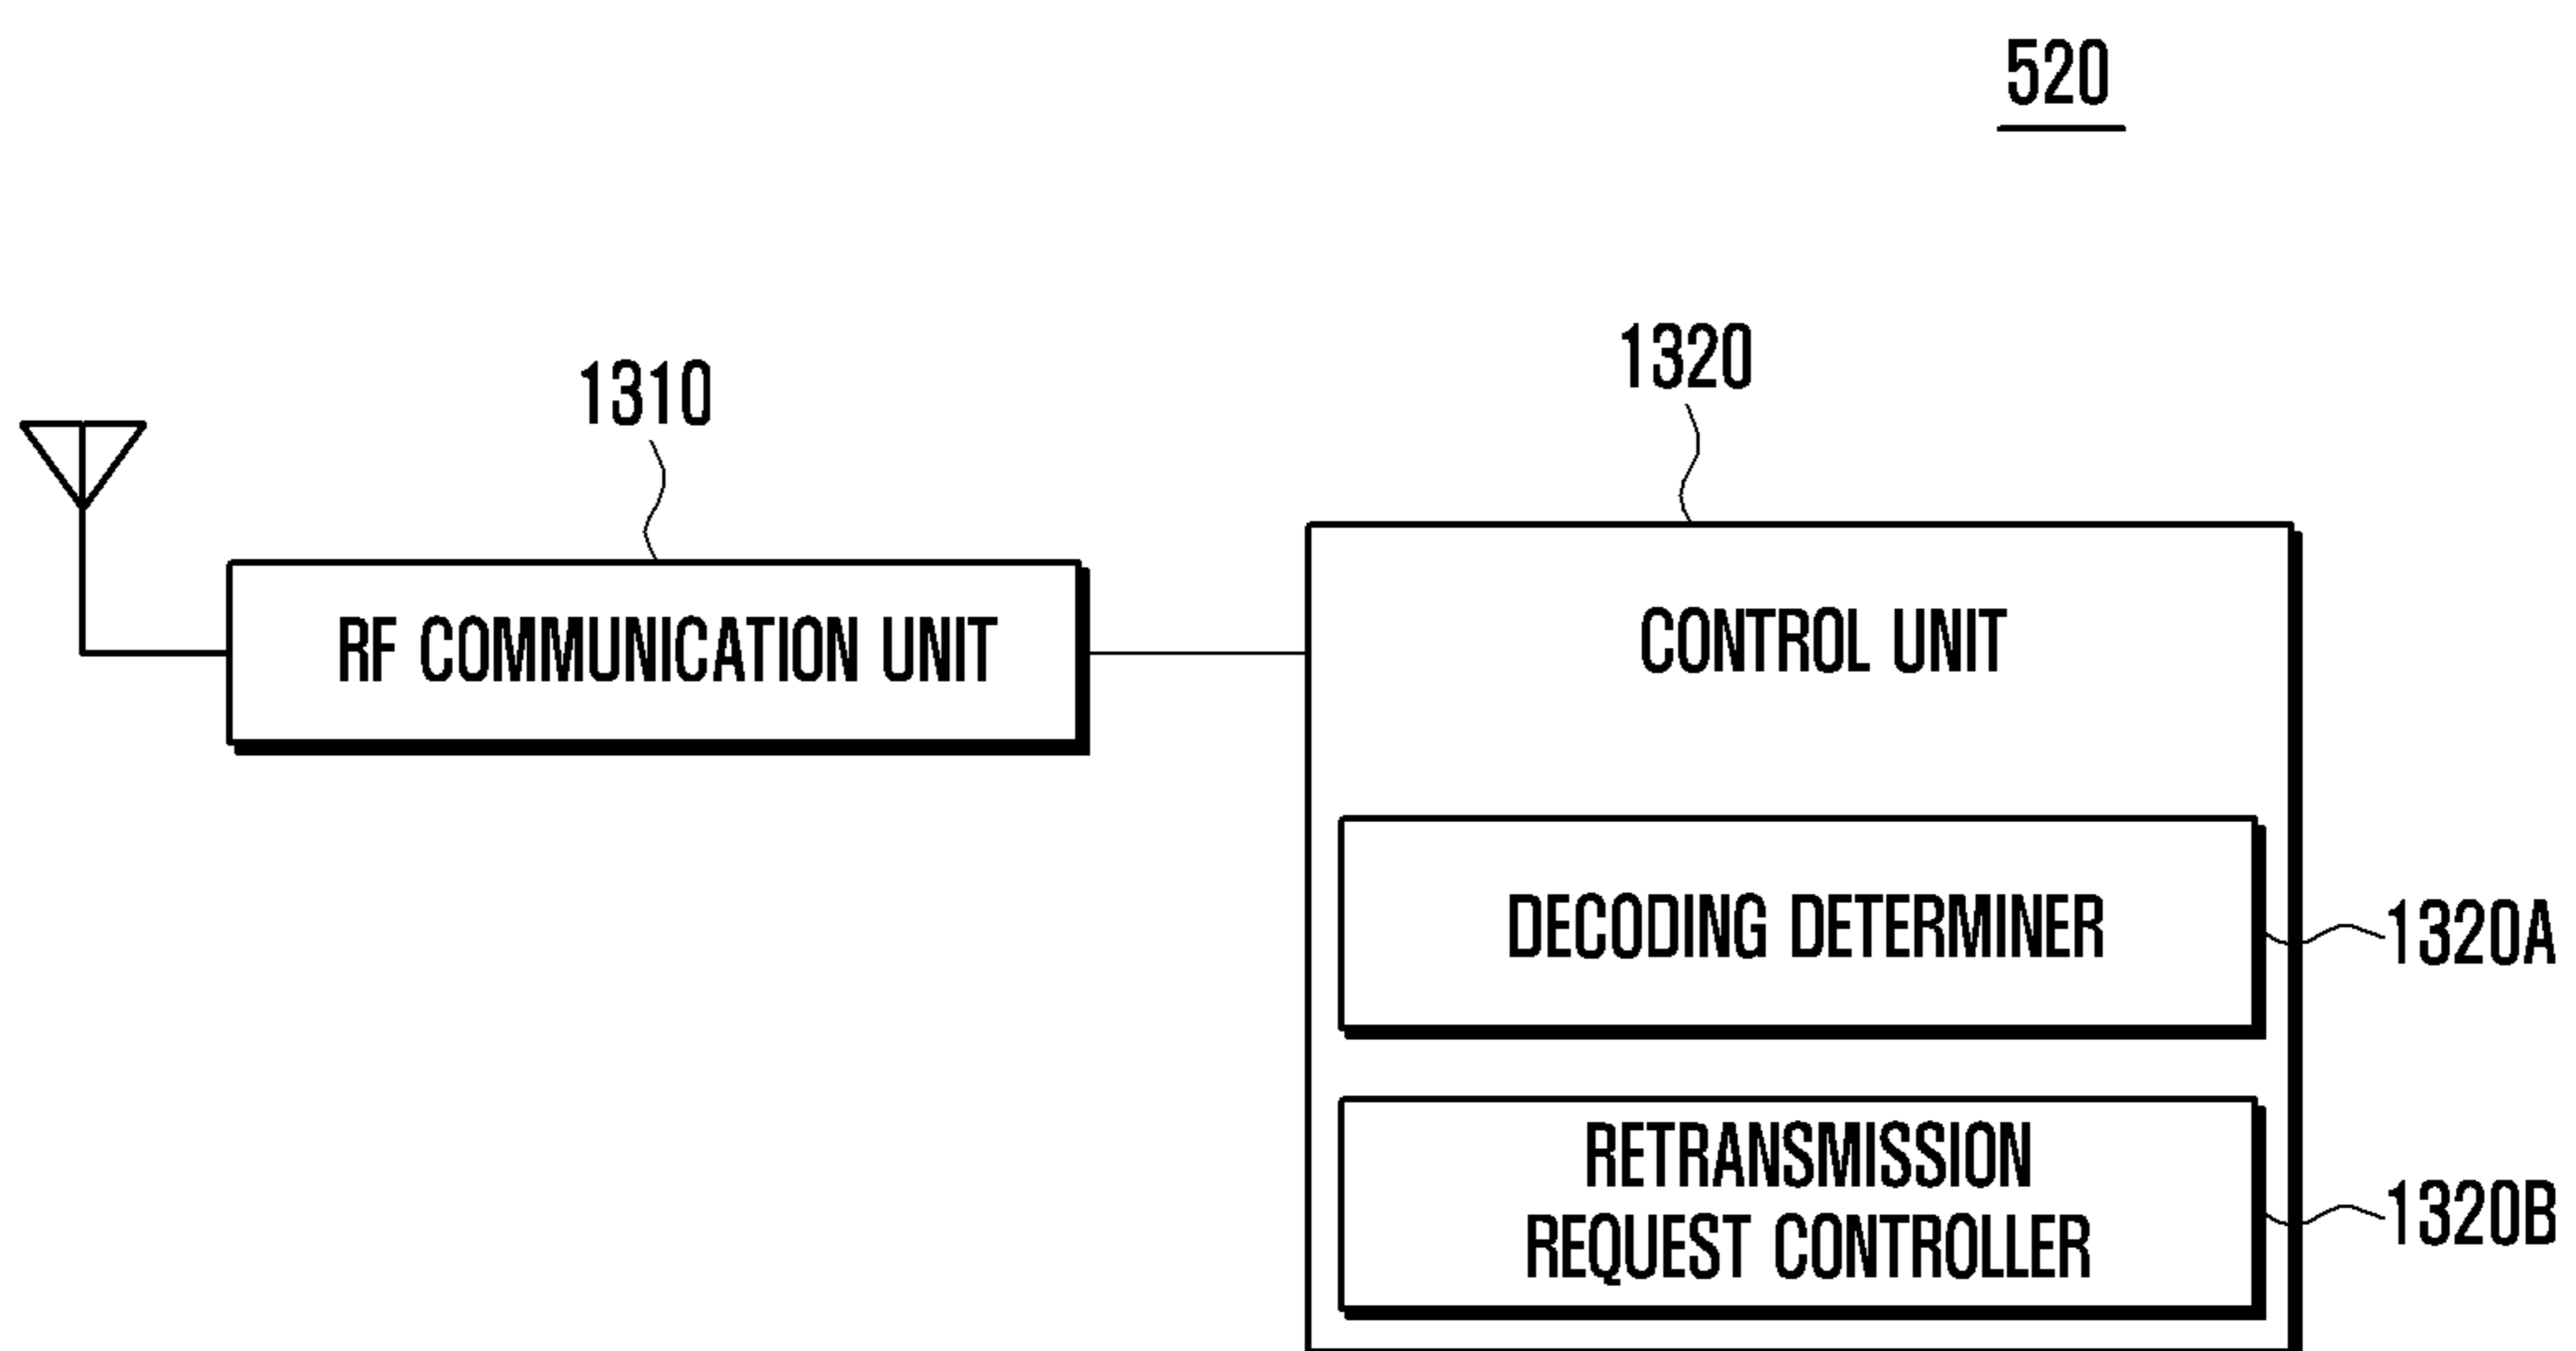 520
1310
1320
RF COMMUNICATION UNIT
CONTROL UNIT
DECODING DETERMINER
1320A
RETRANSMISSION
REQUEST CONTROLLER
1320B